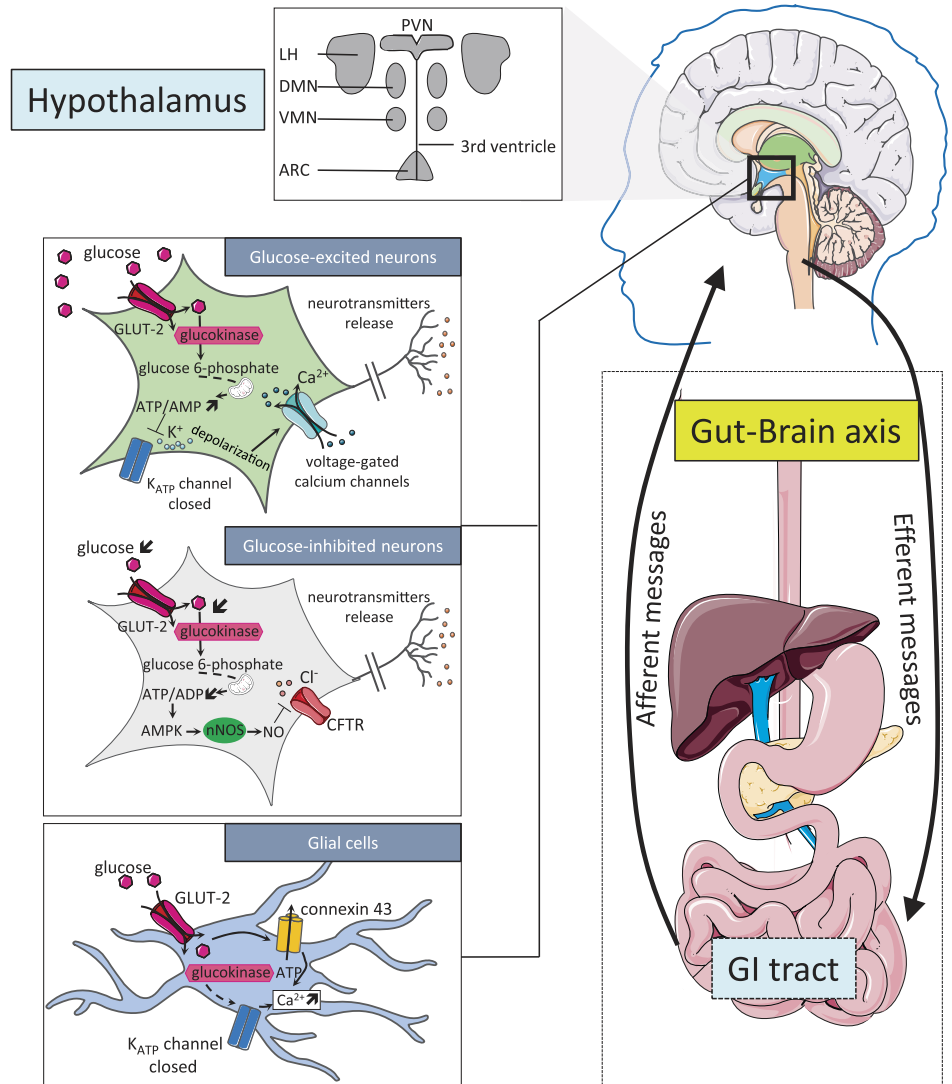 Hypothalamus
PVN
LH
DMN
VMN
3rd ventricle
ARC
Glucose-excited neurons
glucose
GLUT-2
glucokinase
glucose 6-phosphate
ATP/AMP
K⁺
depolarization
Ca²⁺
neurotransmitters
release
voltage-gated
calcium channels
K_ATP channel
closed
Glucose-inhibited neurons
glucose
GLUT-2
glucokinase
glucose 6-phosphate
ATP/ADP
AMPK
nNOS
NO
Cl⁻
CFTR
neurotransmitters
release
Glial cells
glucose
GLUT-2
connexin 43
glucokinase
ATP
Ca²⁺
K_ATP channel
closed
Gut-Brain axis
Afferent messages
Efferent messages
GI tract